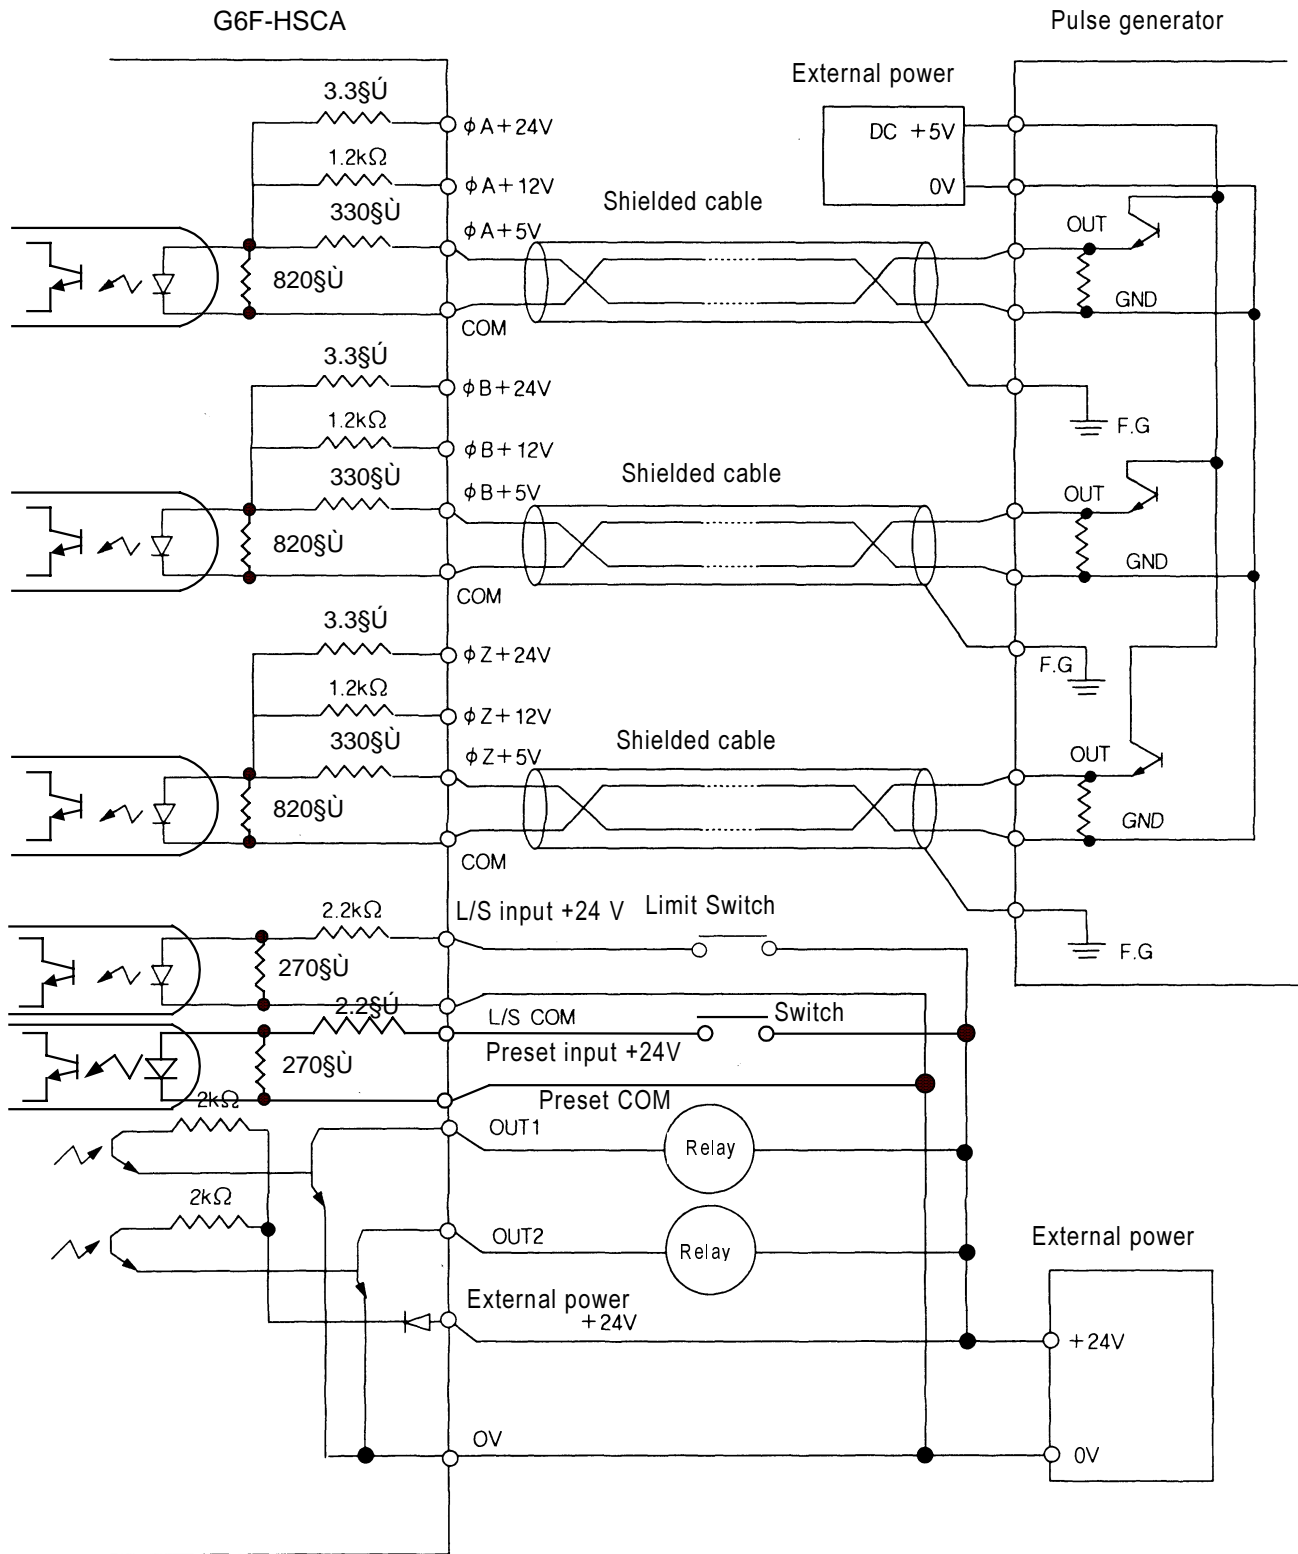 G6F-HSCA
Pulse generator
External power
3.3§Ú
ϕA+24V
DC +5V
1.2kΩ
ϕA+12V
0V
Shielded cable
330§Ù
ϕA+5V
OUT
820§Ù
GND
COM
3.3§Ú
ϕB+24V
F.G
1.2kΩ
ϕB+12V
Shielded cable
330§Ù
ϕB+5V
OUT
820§Ù
GND
COM
3.3§Ú
ϕZ+24V
F.G
1.2kΩ
ϕZ+12V
Shielded cable
330§Ù
ϕZ+5V
OUT
820§Ù
GND
COM
2.2kΩ
L/S input +24 V
Limit Switch
F.G
270§Ù
2.2§Ú
L/S COM
Switch
Preset input +24V
270§Ù
Preset COM
2kΩ
OUT1
Relay
2kΩ
OUT2
Relay
External power
External power
+24V
+24V
0V
0V